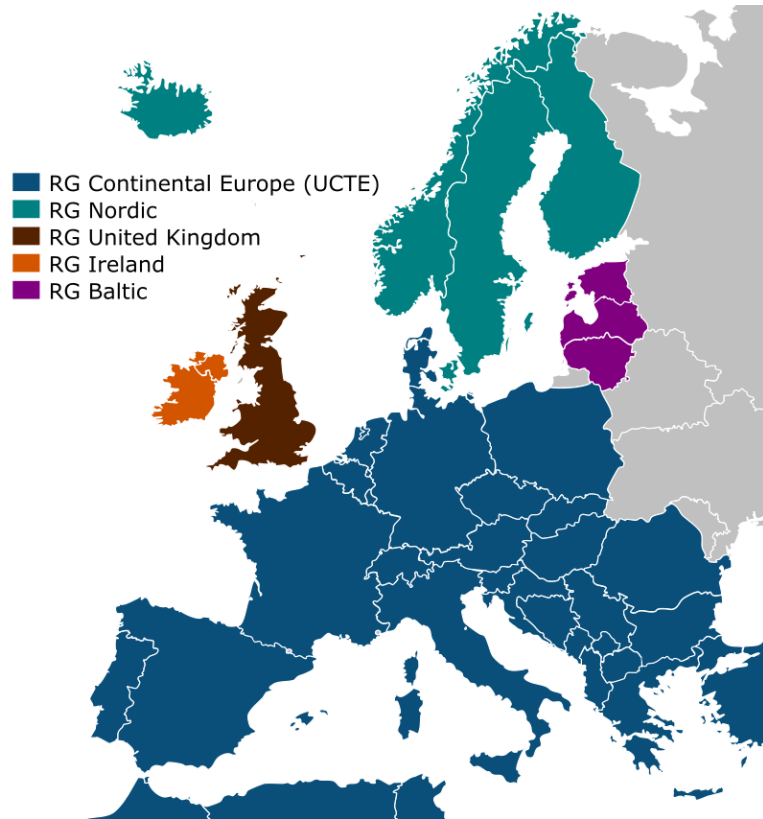 RG Continental Europe (UCTE)
RG Nordic
RG United Kingdom
RG Ireland
RG Baltic